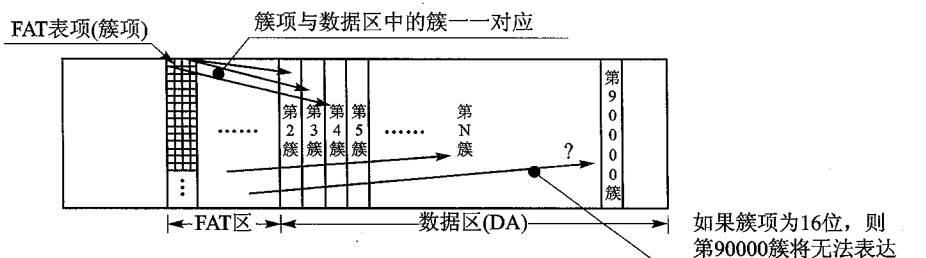 FAT表项(簇项)
簇项与数据区中的簇一一对应
……
第2簇
第3簇
第4簇
第5簇
……
第N簇
?
第90000簇
⋮
FAT区
数据区(DA)
如果簇项为16位，则
第90000簇将无法表达